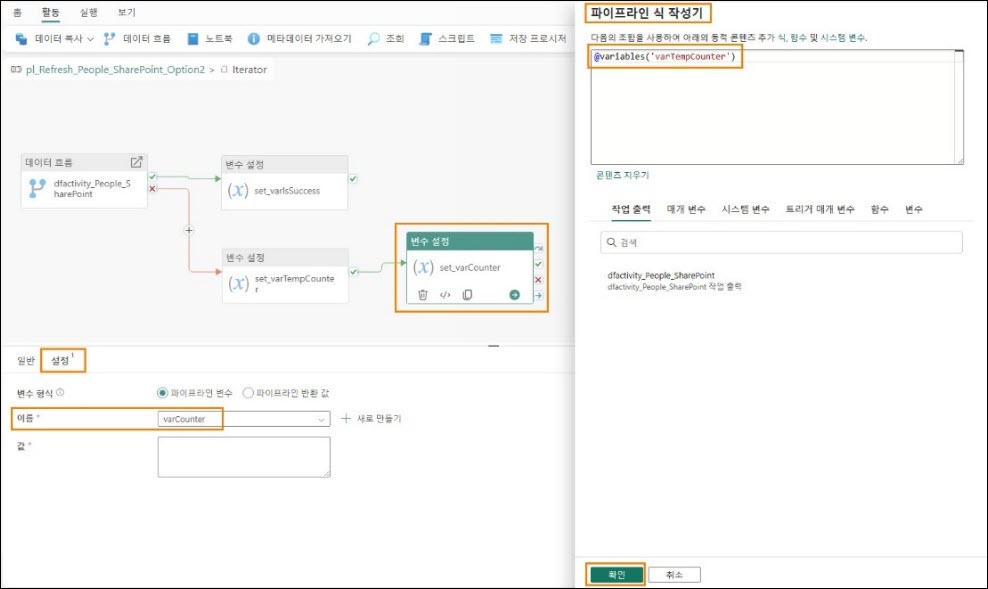 홈 활동 실행 보기
데이터 복사 데이터 흐름 노트북 메타데이터 가져오기 조회 스크립트 저장 프로시저
pl_Refresh_People_SharePoint_Option2 > Iterator
데이터 흐름
dfactivity_People_S
harePoint
변수 설정
(x) set_varIsSuccess
변수 설정
(x) set_varTempCounte
r
변수 설정
(x) set_varCounter
일반 설정 1
변수 형식 파이프라인 변수 파이프라인 반환 값
이름 * varCounter + 새로 만들기
값 *
파이프라인 식 작성기
다음의 조합을 사용하여 아래의 동적 콘텐츠 추가 식, 함수 및 시스템 변수.
@variables('varTempCounter')
콘텐츠 지우기
작업 출력 매개 변수 시스템 변수 트리거 매개 변수 함수 변수
검색
dfactivity_People_SharePoint
dfactivity_People_SharePoint 작업 출력
확인 취소